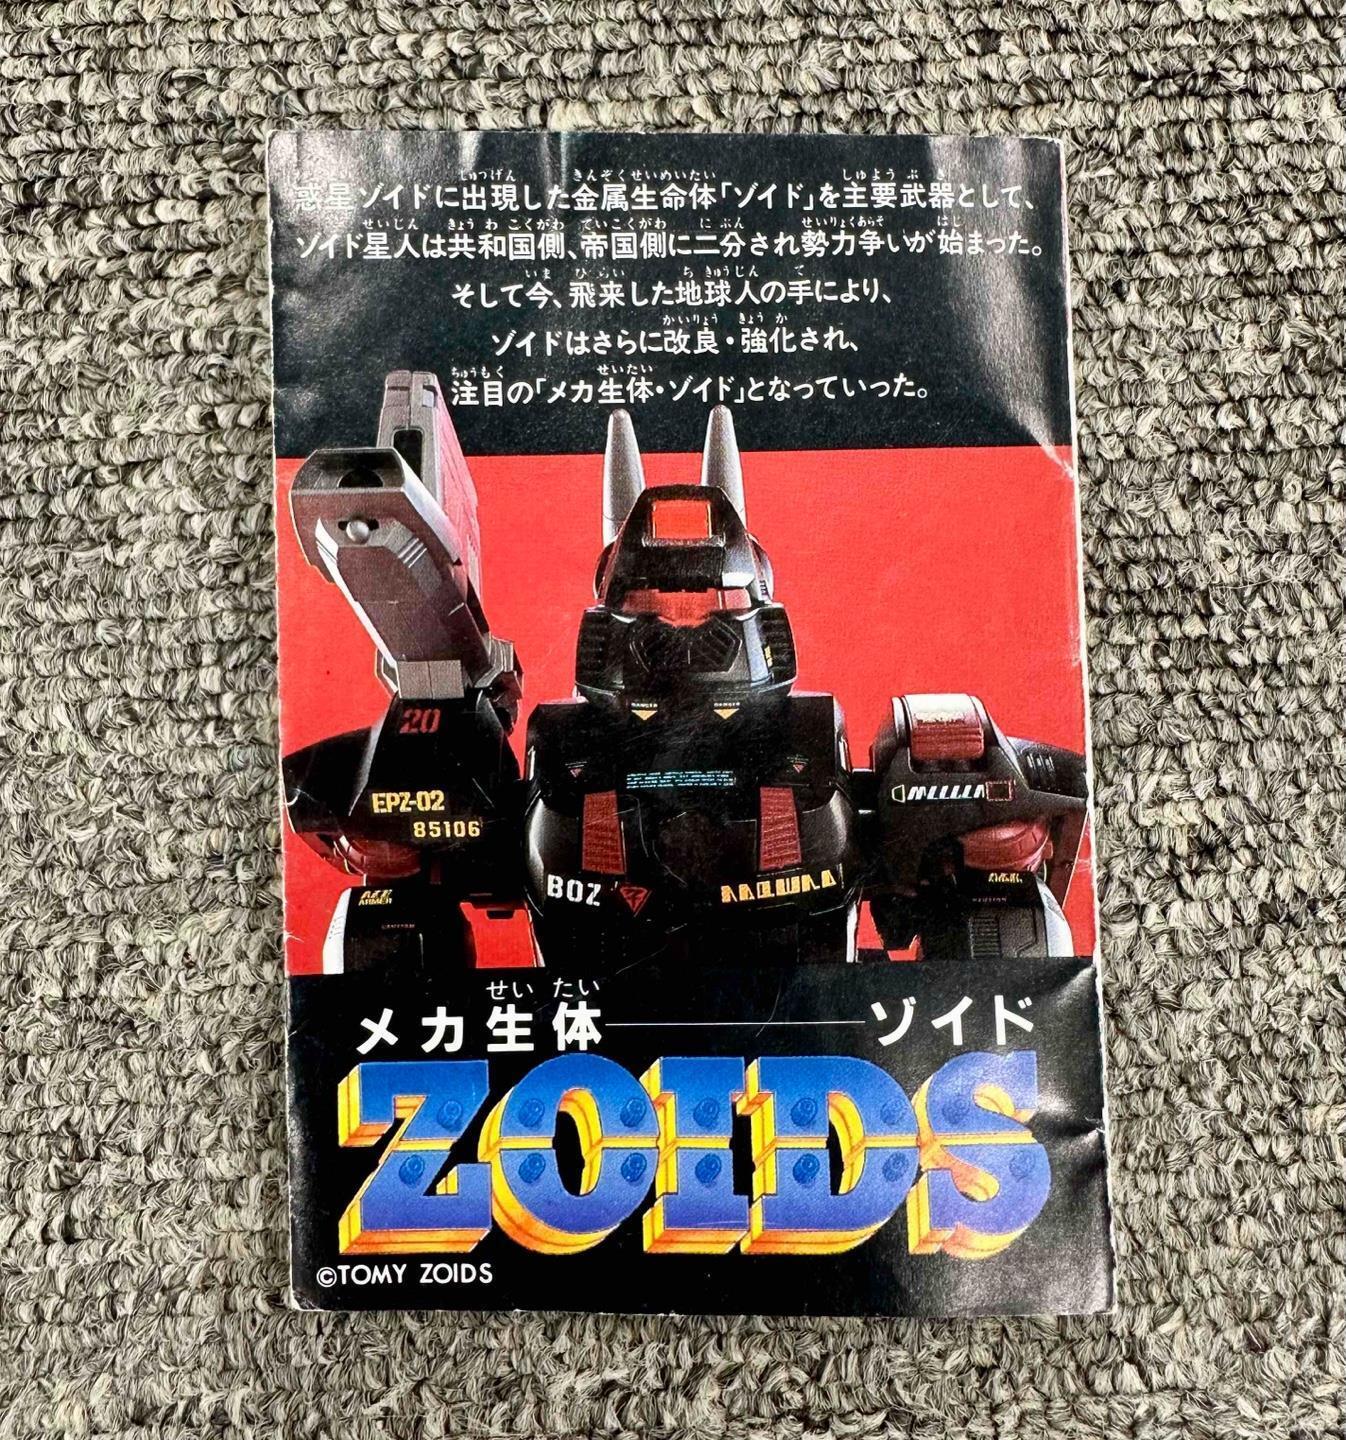 惑星ゾイドに出現した金属生命体「ゾイド」を主要武器として、
ゾイド星人は共和国側、帝国側に二分され勢力争いが始まった。
そして今、飛来した地球人の手により、
ゾイドはさらに改良・強化され、
注目の「メカ生体・ゾイド」となっていった。
20
DANGER DANGER
EPZ-02
85106
BOZ
せい たい
メカ生体 ゾイド
ZOIDS
©TOMY ZOIDS